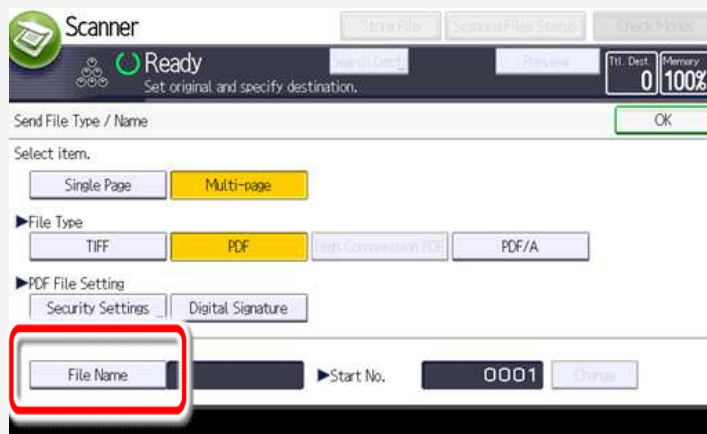 Scanner Store File Scanned Files Status Check Modes
Ready Search Dest. Preview Ttl. Dest. Memory
Set original and specify destination. 0 100%
Send File Type / Name OK
Select item.
Single Page Multi-page
►File Type
TIFF PDF High Compression PDF PDF/A
►PDF File Setting
Security Settings Digital Signature
File Name ►Start No. 0001 Change